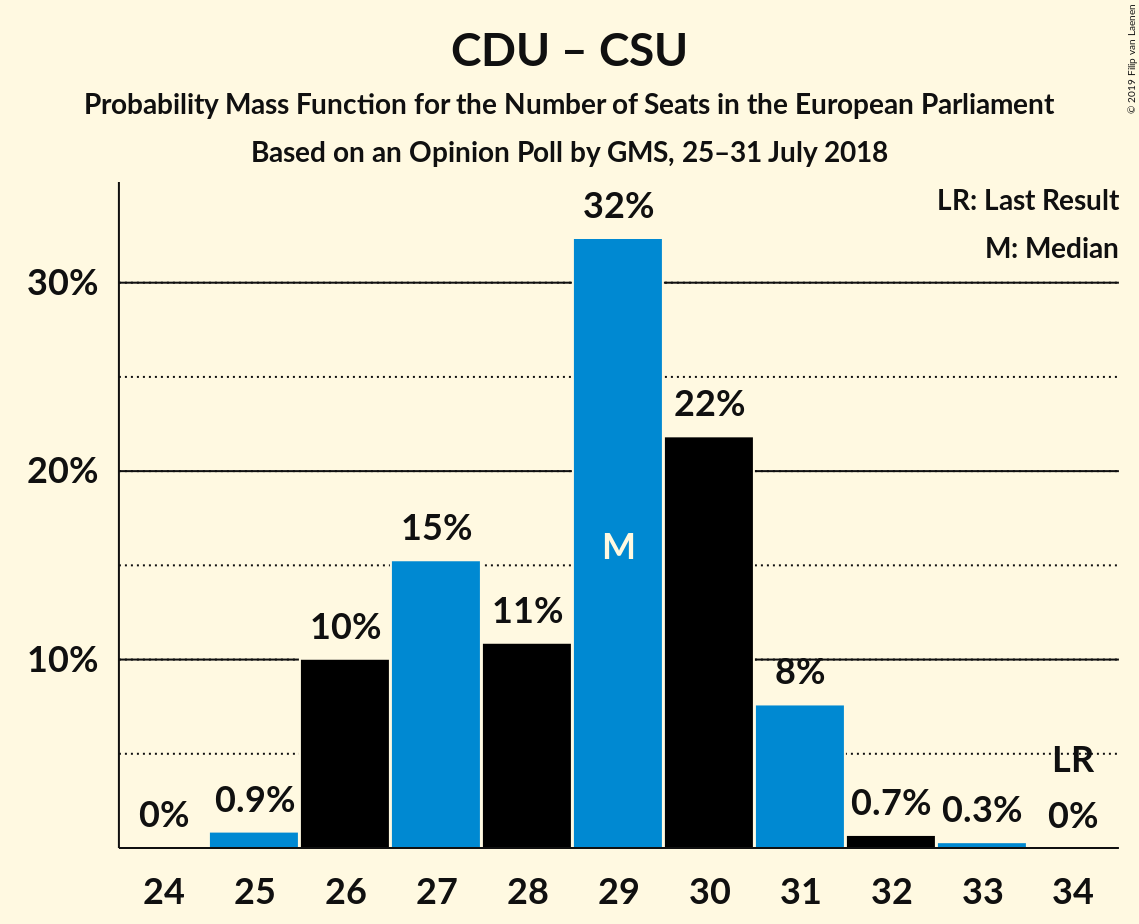 CDU – CSU
Probability Mass Function for the Number of Seats in the European Parliament
Based on an Opinion Poll by GMS, 25–31 July 2018
© 2019 Filip van Laenen
LR: Last Result
M: Median
30%
20%
10%
0%
0.9%
10%
15%
11%
32%
M
22%
8%
0.7%
0.3%
LR
0%
24 25 26 27 28 29 30 31 32 33 34